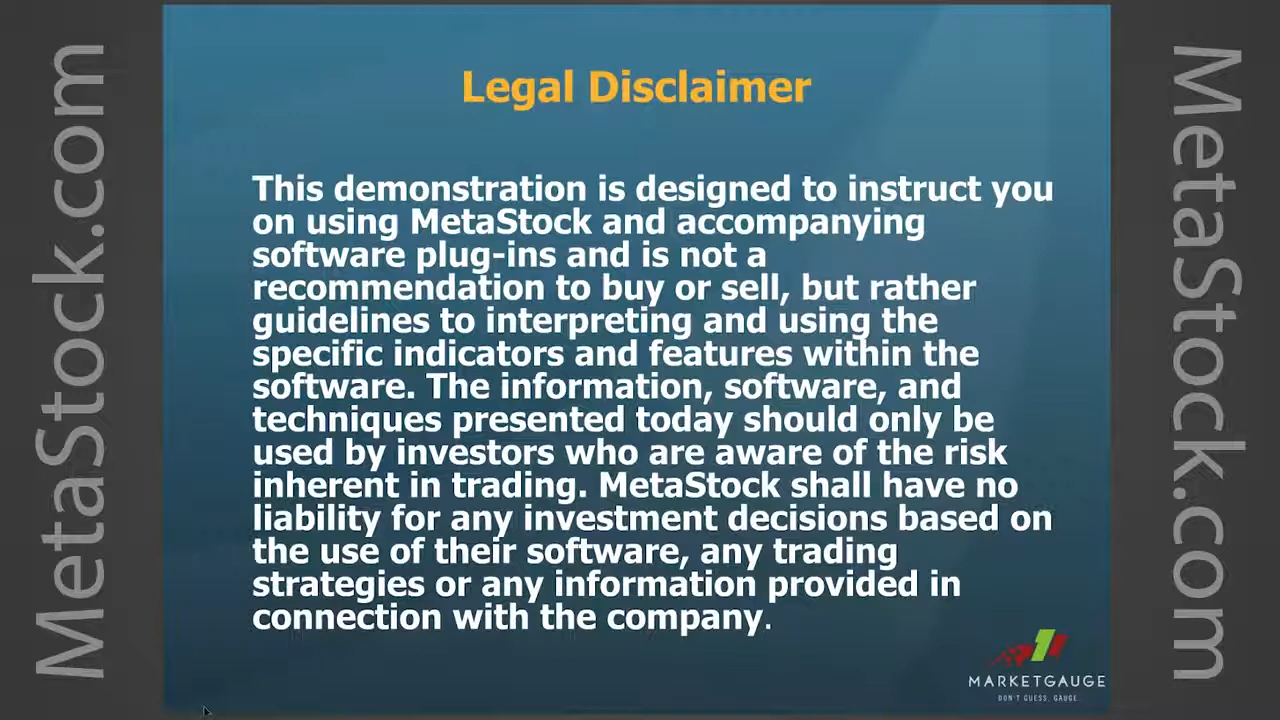 MetaStock.com
Legal Disclaimer
This demonstration is designed to instruct you
on using MetaStock and accompanying
software plug-ins and is not a
recommendation to buy or sell, but rather
guidelines to interpreting and using the
specific indicators and features within the
software. The information, software, and
techniques presented today should only be
used by investors who are aware of the risk
inherent in trading. MetaStock shall have no
liability for any investment decisions based on
the use of their software, any trading
strategies or any information provided in
connection with the company.
MARKETGAUGE
DON'T GUESS, GAUGE.
MetaStock.com